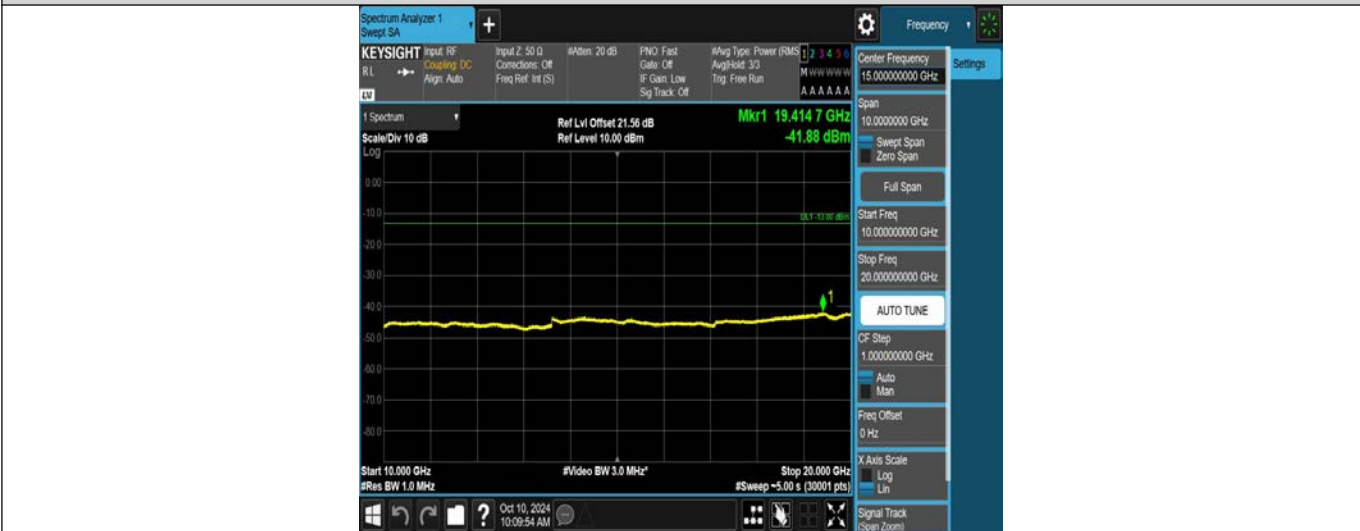 Spectrum Analyzer 1
Swept SA
+
Frequency
KEYSIGHT
RL
Input: RF
Coupling: DC
Align: Auto
Input Z: 50 Ω
Corrections: Off
Freq Ref: Int (S)
#Atten: 20 dB
PNO: Fast
Gate: Off
IF Gain: Low
Sig Track: Off
#Avg Type: Power (RMS
Avg|Hold: 3/3
Trig: Free Run
1 2 3 4 5 6
M W W W W W
A A A A A A
1 Spectrum
Scale/Div 10 dB
Log
Ref Lvl Offset 21.56 dB
Ref Level 10.00 dBm
Mkr1 19.414 7 GHz
-41.88 dBm
0.00
-10.0
DL1 -13.00 dBm
-20.0
-30.0
-40.0
1
-50.0
-60.0
-70.0
-80.0
Start 10.000 GHz
#Res BW 1.0 MHz
#Video BW 3.0 MHz*
Stop 20.000 GHz
#Sweep ~5.00 s (30001 pts)
Oct 10, 2024
10:09:54 AM
?
Center Frequency
15.000000000 GHz
Settings
Span
10.0000000 GHz
Swept Span
Zero Span
Full Span
Start Freq
10.000000000 GHz
Stop Freq
20.000000000 GHz
AUTO TUNE
CF Step
1.000000000 GHz
Auto
Man
Freq Offset
0 Hz
X Axis Scale
Log
Lin
Signal Track
(Span Zoom)